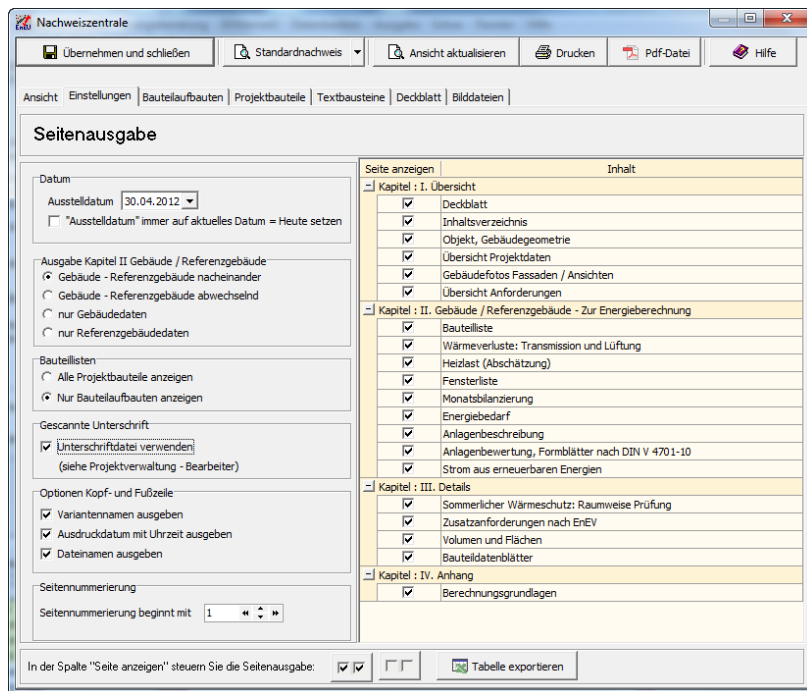 Nachweiszentrale
Übernehmen und schließen
Standardnachweis
Ansicht aktualisieren
Drucken
Pdf-Datei
Hilfe
Ansicht Einstellungen Bauteilaufbauten Projektbauteile Textbausteine Deckblatt Bilddateien
Seitenausgabe
Datum
Ausstelldatum 30.04.2012
"Ausstelldatum" immer auf aktuelles Datum = Heute setzen
Ausgabe Kapitel II Gebäude / Referenzgebäude
Gebäude - Referenzgebäude nacheinander
Gebäude - Referenzgebäude abwechselnd
nur Gebäudedaten
nur Referenzgebäudedaten
Bauteillisten
Alle Projektbauteile anzeigen
Nur Bauteilaufbauten anzeigen
Gescannte Unterschrift
Unterschriftdatei verwenden
(siehe Projektverwaltung - Bearbeiter)
Optionen Kopf- und Fußzeile
Variantennamen ausgeben
Ausdruckdatum mit Uhrzeit ausgeben
Dateinamen ausgeben
Seitennummerierung
Seitennummerierung beginnt mit 1
Seite anzeigen Inhalt
Kapitel : I. Übersicht
Deckblatt
Inhaltsverzeichnis
Objekt, Gebäudegeometrie
Übersicht Projektdaten
Gebäudefotos Fassaden / Ansichten
Übersicht Anforderungen
Kapitel : II. Gebäude / Referenzgebäude - Zur Energieberechnung
Bauteilliste
Wärmeverluste: Transmission und Lüftung
Heizlast (Abschätzung)
Fensterliste
Monatsbilanzierung
Energiebedarf
Anlagenbeschreibung
Anlagenbewertung, Formblätter nach DIN V 4701-10
Strom aus erneuerbaren Energien
Kapitel : III. Details
Sommerlicher Wärmeschutz: Raumweise Prüfung
Zusatzanforderungen nach EnEV
Volumen und Flächen
Bauteildatenblätter
Kapitel : IV. Anhang
Berechnungsgrundlagen
In der Spalte "Seite anzeigen" steuern Sie die Seitenausgabe:
Tabelle exportieren